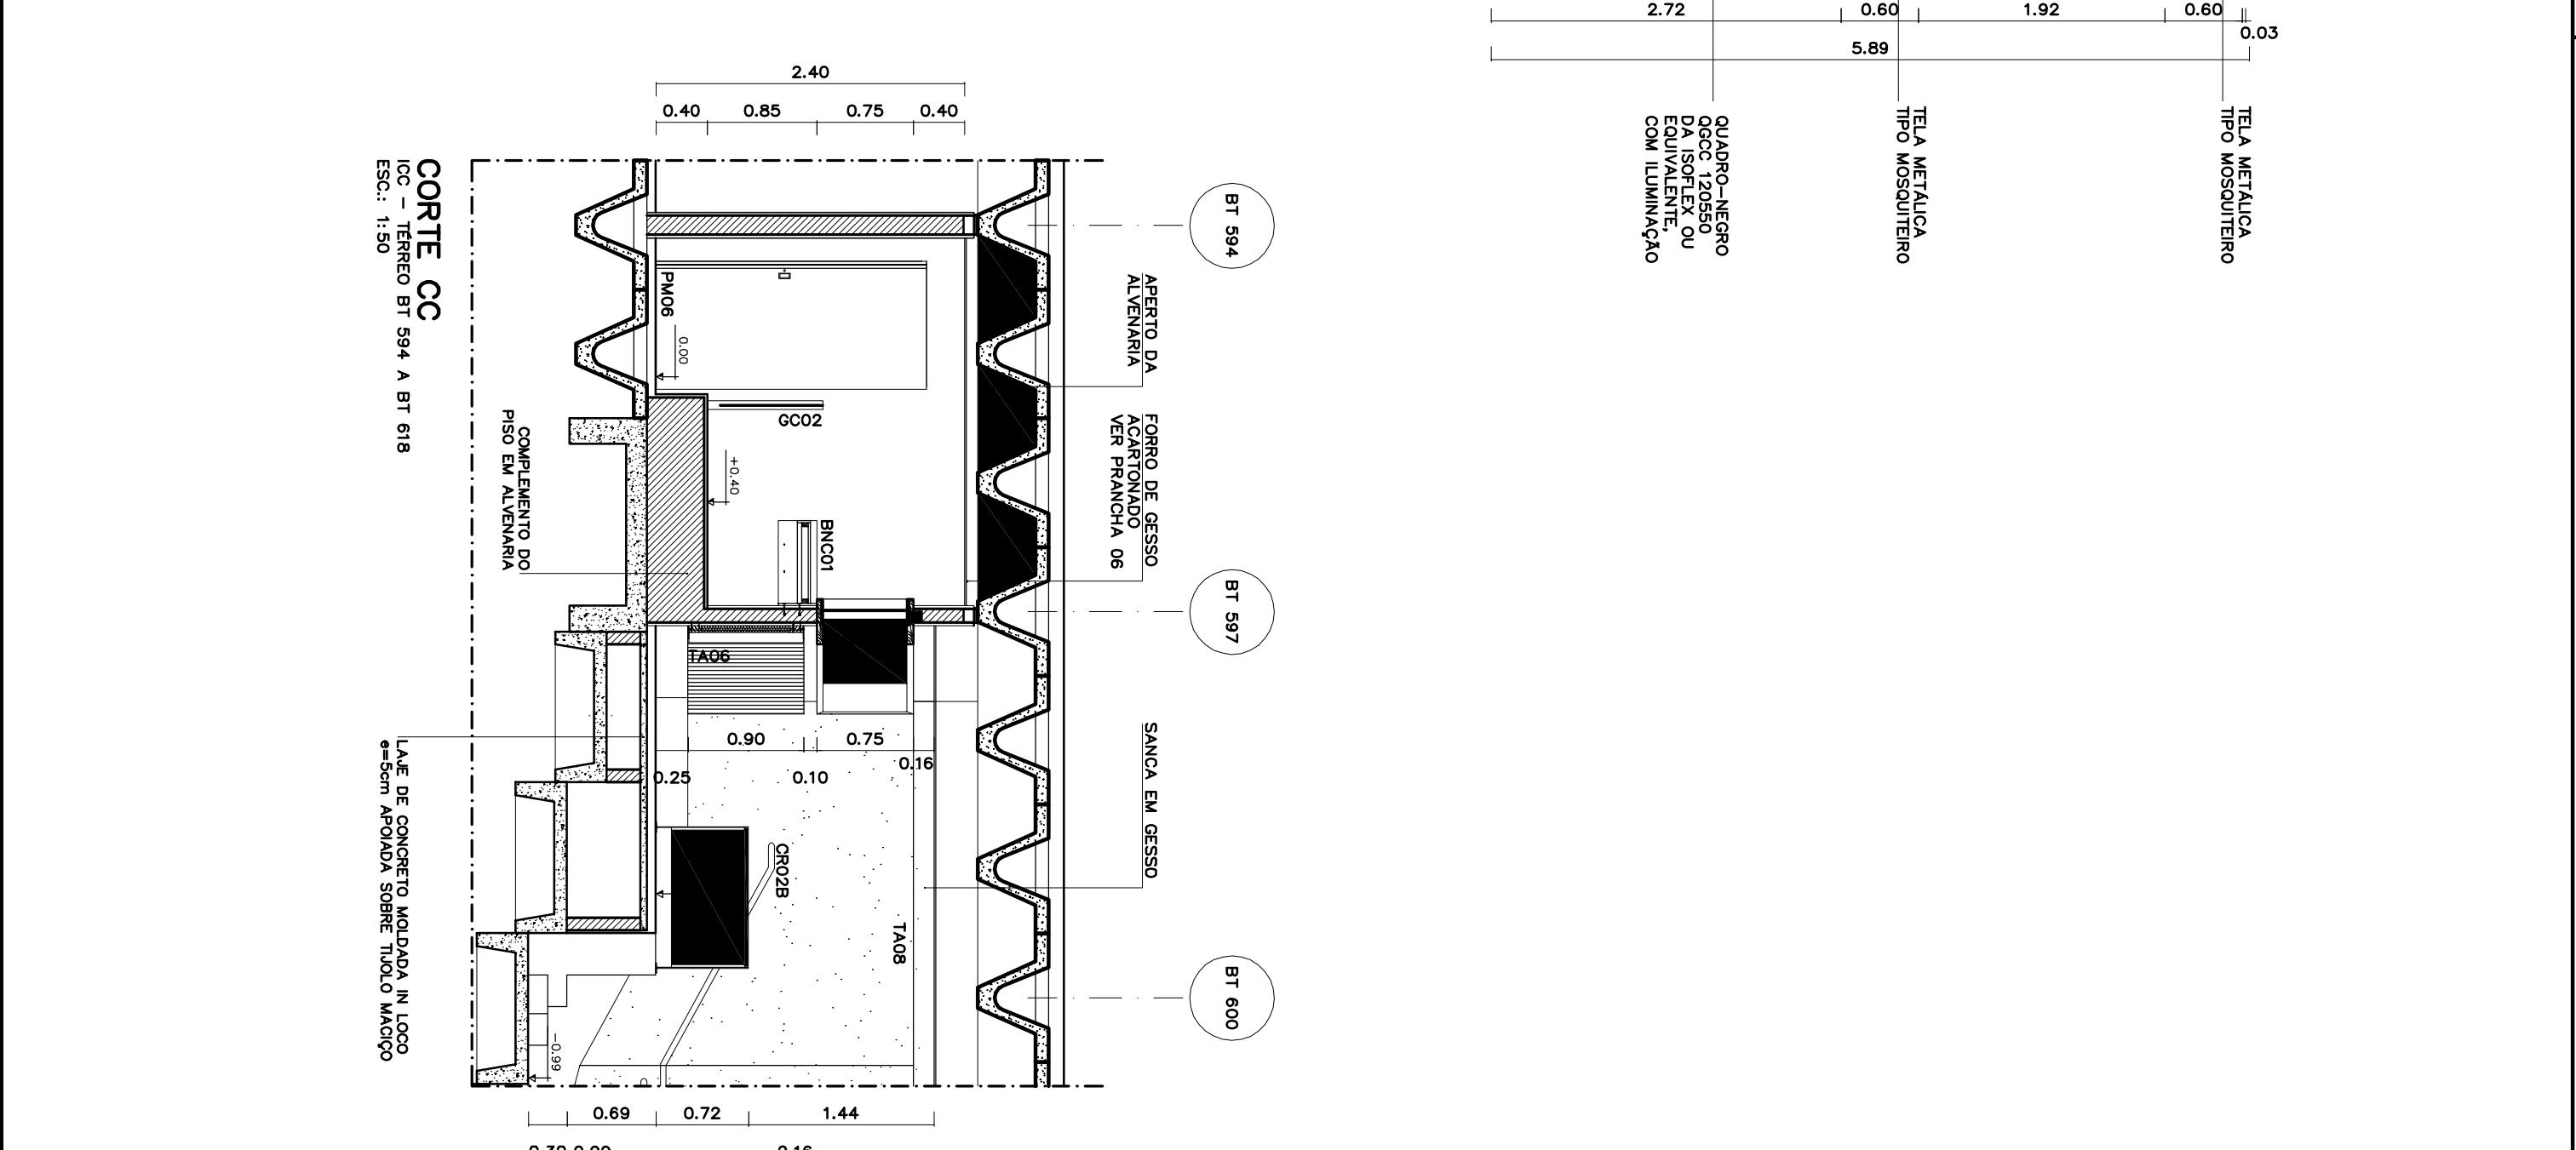 2.72
0.60
1.92
0.60
0.03
5.89
TELA METÁLICA
TIPO MOSQUITEIRO
TELA METÁLICA
TIPO MOSQUITEIRO
QUADRO-NEGRO
QGCC 120550
DA ISOFLEX OU
EQUIVALENTE,
COM ILUMINAÇÃO
2.40
0.40
0.85
0.75
0.40
BT 594
BT 597
BT 600
APERTO DA
ALVENARIA
FORRO DE GESSO
ACARTONADO
VER PRANCHA 06
SANCA EM GESSO
PM06
0.00
GC02
+0.40
BNC01
TA06
0.90
0.75
0.16
0.25
0.10
CR02B
TA08
-0.99
COMPLEMENTO DO
PISO EM ALVENARIA
LAJE DE CONCRETO MOLDADA IN LOCO
e=5cm APOIADA SOBRE TIJOLO MACIÇO
CORTE CC
ICC - TÉRREO BT 594 A BT 618
ESC.: 1:50
0.69
0.72
1.44
2.16